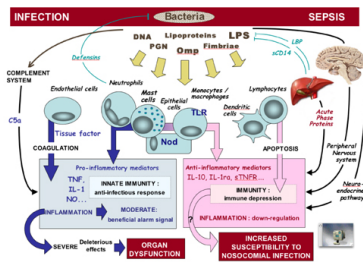 INFECTION
Bacteria
SEPSIS
DNA
Lipoproteins
LPS
PGN
Omp
Fimbriae
LBP
sCD14
Defensins
COMPLEMENT
SYSTEM
Endothelial cells
Neutrophils
Mast
cells
Epithelial
cells
Monocytes /
macrophages
Dendritic
cells
Lymphocytes
TLR
Nod
Acute
Phase
Proteins
C5a
Tissue factor
COAGULATION
APOPTOSIS
Peripheral
Nervous
system
Neuro-
endocrine
pathway
Pro-inflammatory mediators
TNF,
IL-1
NO...
INNATE IMMUNITY :
anti-infectious response
INFLAMMATION
MODERATE:
beneficial alarm signal
Anti-inflammatory mediators
IL-10, IL-1ra, sTNFR...
IMMUNITY :
Immune depression
?
INFLAMMATION : down-regulation
SEVERE
Deleterious
effects
ORGAN
DYSFUNCTION
INCREASED
SUSCEPTIBILITY TO
NOSOCOMIAL INFECTION